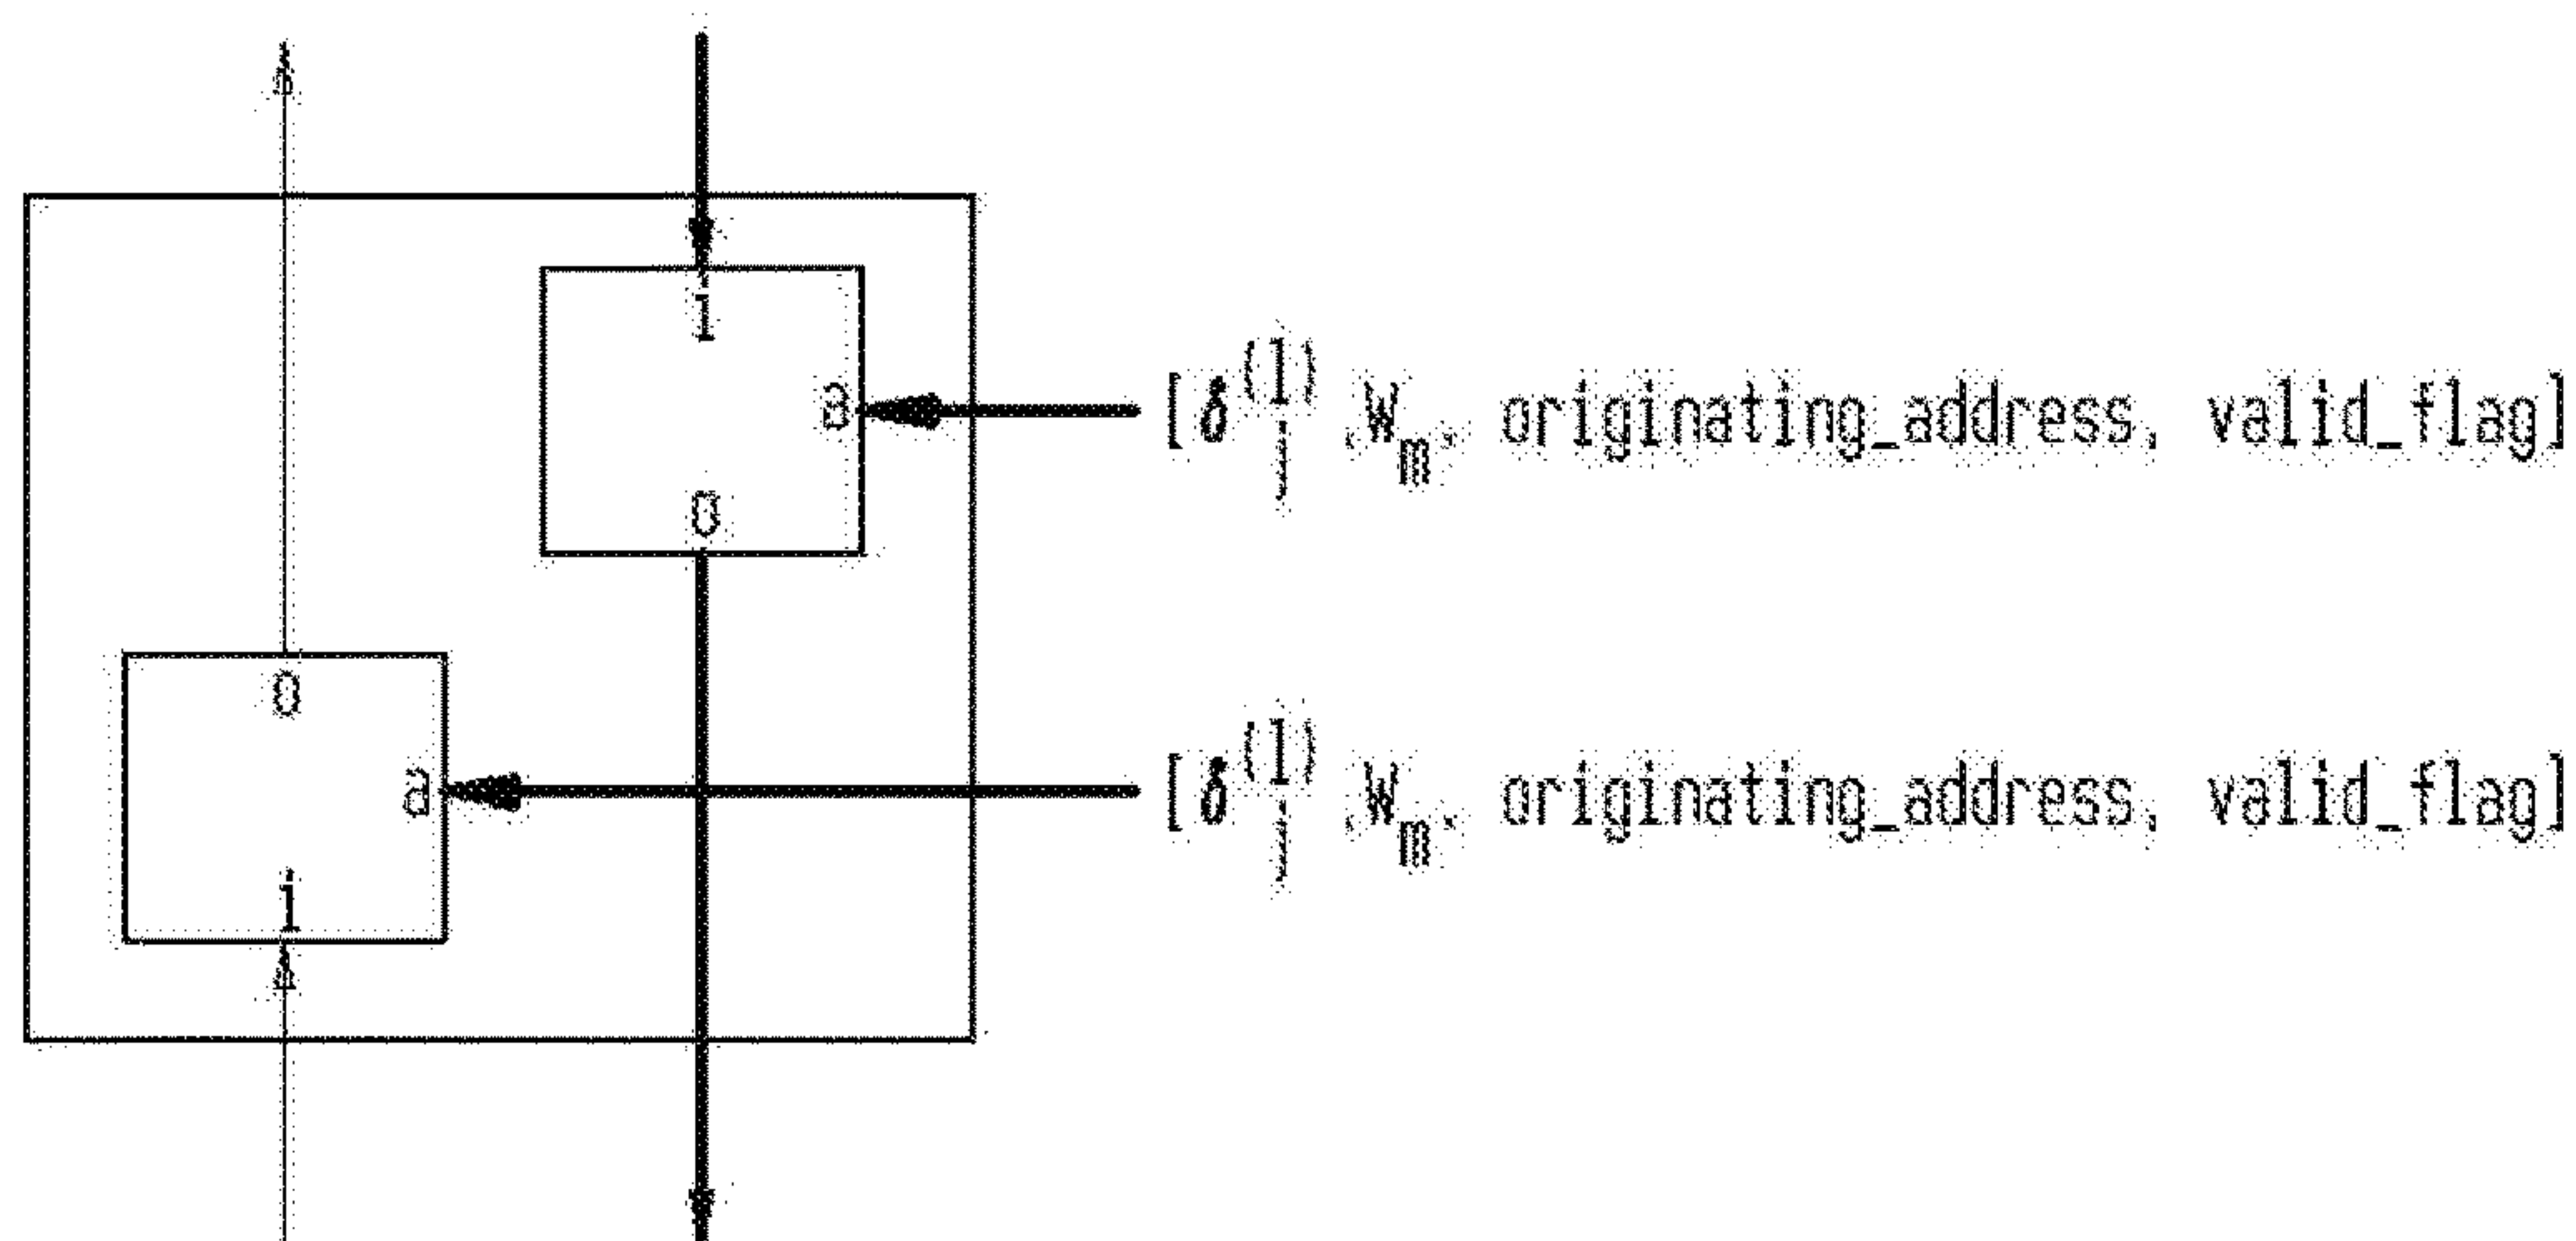 i
a [δ_j^(l) W_m, originating_address, valid_flag]
o
o
a [δ_j^(l) W_m, originating_address, valid_flag]
i